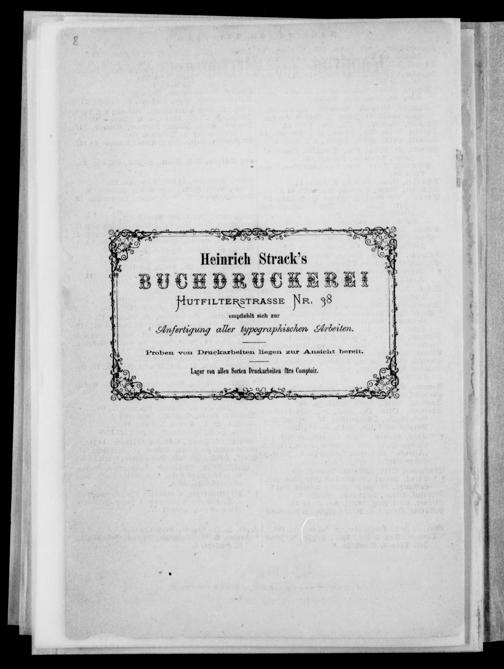 8
Heinrich Strack's
BUCHDRUCKEREI
HUTFILTERSTRASSE NR. 38
empfiehlt sich zur
Anfertigung aller typographischen Arbeiten.
Proben von Druckarbeiten liegen zur Ansicht bereit.
Lager von allen Sorten Druckarbeiten fürs Comptoir.